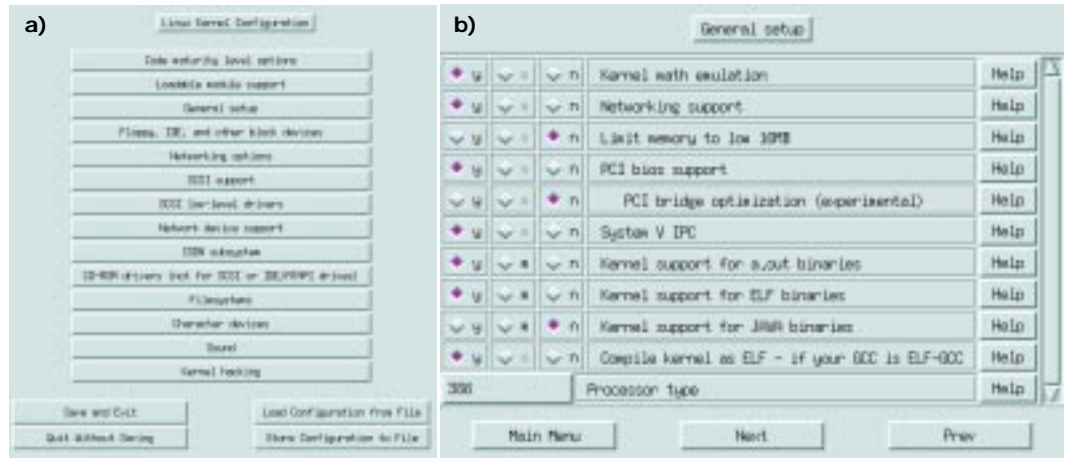 a)
Linux Kernel Configuration
Code maturity level options
Loadable module support
General setup
Floppy, IDE, and other block devices
Networking options
SCSI support
SCSI low-level drivers
Network device support
ISDN subsystem
CD-ROM drivers (not for SCSI or IDE/ATAPI drives)
Filesystems
Character devices
Sound
Kernel hacking
Save and Exit
Load Configuration from File
Quit Without Saving
Store Configuration to File
b)
General setup
y n Kernel math emulation Help
y n Networking support Help
y n Limit memory to low 16MB Help
y n PCI bios support Help
y n PCI bridge optimization (experimental) Help
y n System V IPC Help
y m n Kernel support for a.out binaries Help
y m n Kernel support for ELF binaries Help
y m n Kernel support for JAVA binaries Help
y n Compile kernel as ELF - if your GCC is ELF-GCC Help
386 Processor type Help
Main Menu Next Prev